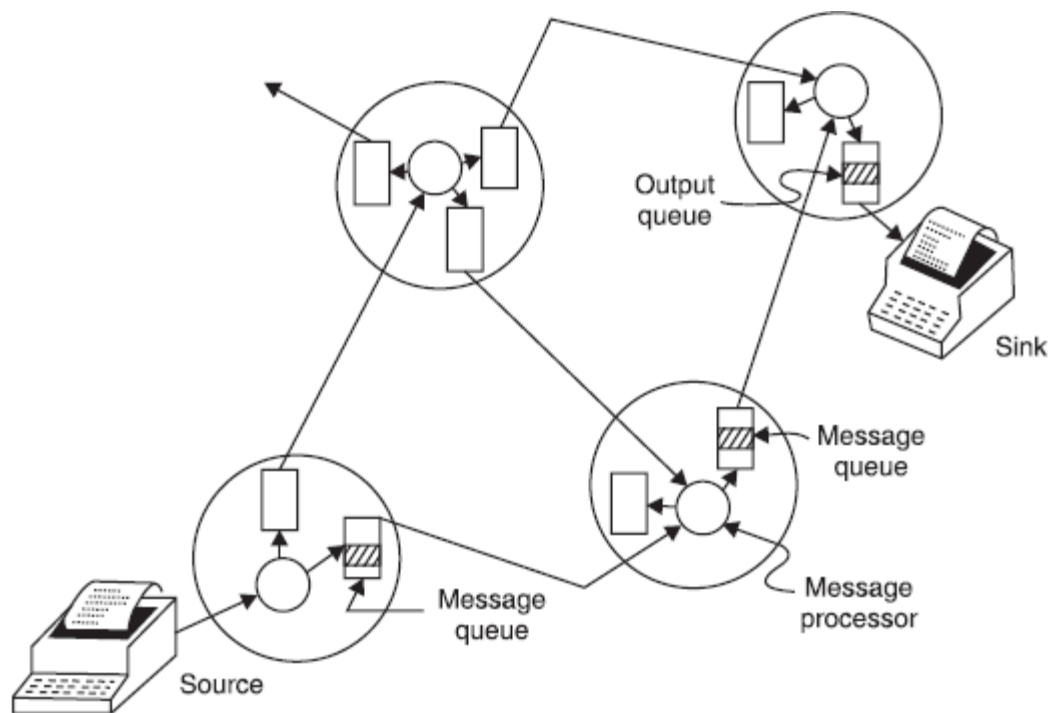 Output
queue
Sink
Message
queue
Message
queue
Message
processor
Source